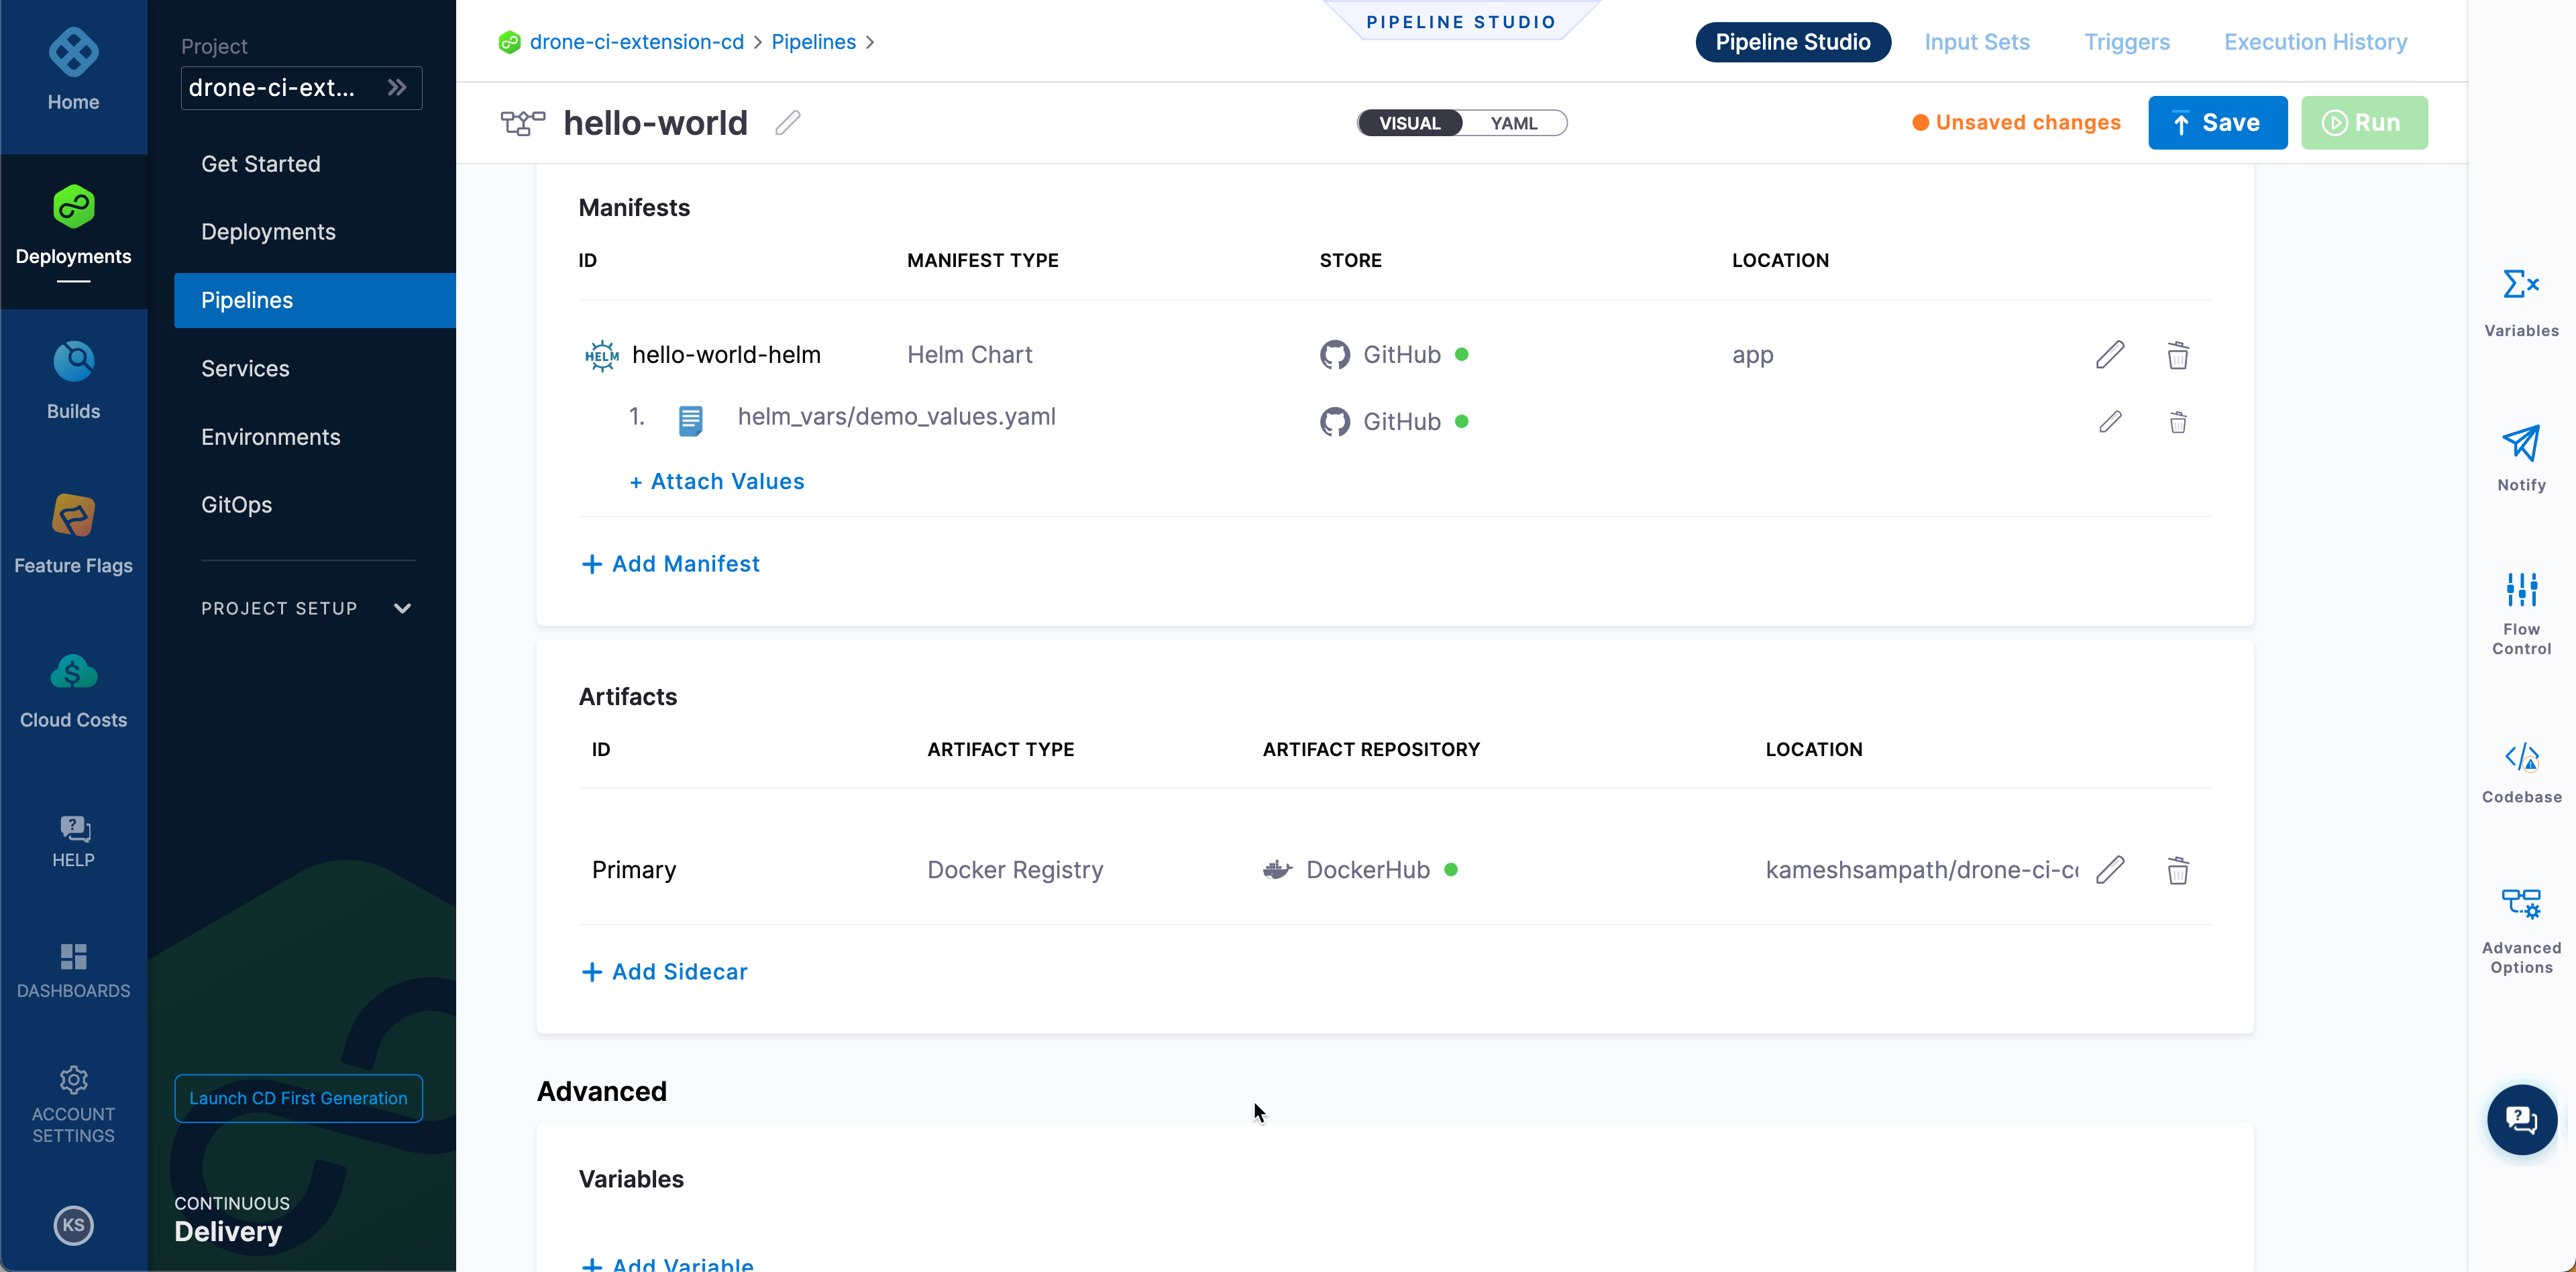 Home
Deployments
Builds
Feature Flags
Cloud Costs
HELP
DASHBOARDS
ACCOUNT
SETTINGS
KS
Project
drone-ci-ext...
Get Started
Deployments
Pipelines
Services
Environments
GitOps
PROJECT SETUP
Launch CD First Generation
CONTINUOUS
Delivery
PIPELINE STUDIO
drone-ci-extension-cd > Pipelines >
Pipeline Studio Input Sets Triggers Execution History
hello-world
VISUAL YAML
Unsaved changes Save Run
Manifests
ID MANIFEST TYPE STORE LOCATION
HELM hello-world-helm Helm Chart GitHub app
1. helm_vars/demo_values.yaml GitHub
+ Attach Values
+ Add Manifest
Artifacts
ID ARTIFACT TYPE ARTIFACT REPOSITORY LOCATION
Primary Docker Registry DockerHub kameshsampath/drone-ci-c
+ Add Sidecar
Advanced
Variables
+ Add Variable
Variables
Notify
Flow
Control
Codebase
Advanced
Options